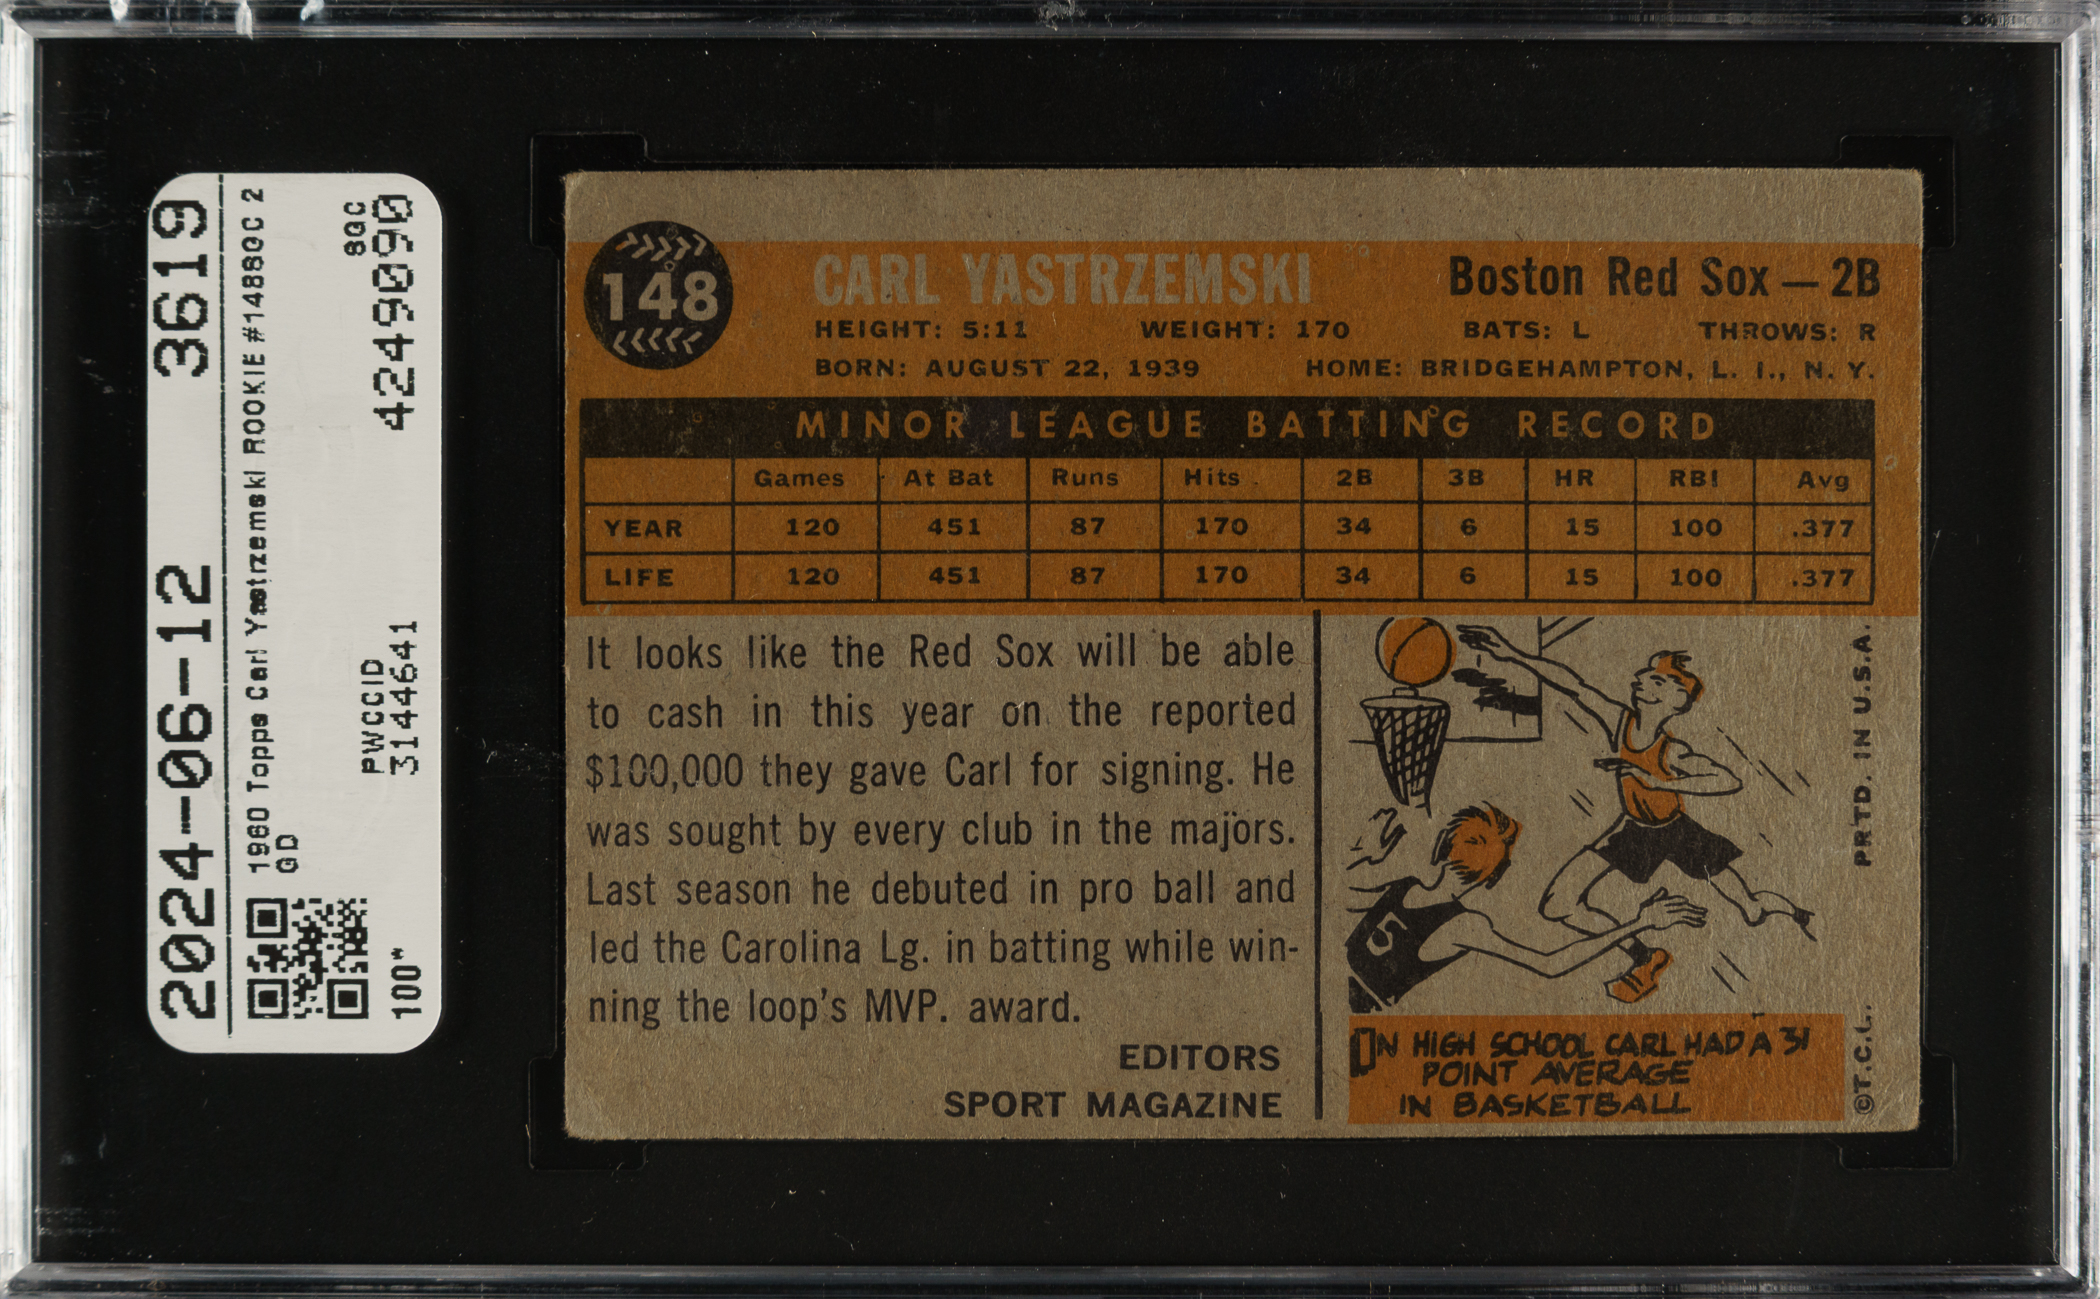 2024-06-12 3619
1960 Topps Carl Yastrzemski ROOKIE #148SGC 2
GD
PWCCID SGC
3144641 4249090
100*
148
CARL YASTRZEMSKI Boston Red Sox — 2B
HEIGHT: 5:11 WEIGHT: 170 BATS: L THROWS: R
BORN: AUGUST 22, 1939 HOME: BRIDGEHAMPTON, L. I., N. Y.
MINOR LEAGUE BATTING RECORD
Games At Bat Runs Hits 2B 3B HR RBI Avg
YEAR 120 451 87 170 34 6 15 100 .377
LIFE 120 451 87 170 34 6 15 100 .377
It looks like the Red Sox will be able
to cash in this year on the reported
$100,000 they gave Carl for signing. He
was sought by every club in the majors.
Last season he debuted in pro ball and
led the Carolina Lg. in batting while win-
ning the loop's MVP. award.
EDITORS
SPORT MAGAZINE
5
IN HIGH SCHOOL CARL HAD A 31
POINT AVERAGE
IN BASKETBALL
©T.C.G. PRTD. IN U.S.A.